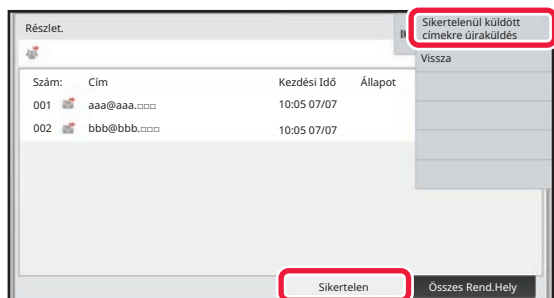 Részlet.
Sikertelenül küldött
címekre újraküldés
Vissza
Szám: Cím Kezdési Idő Állapot
001 aaa@aaa.□□□ 10:05 07/07
002 bbb@bbb.□□□ 10:05 07/07
Sikertelen Összes Rend.Hely